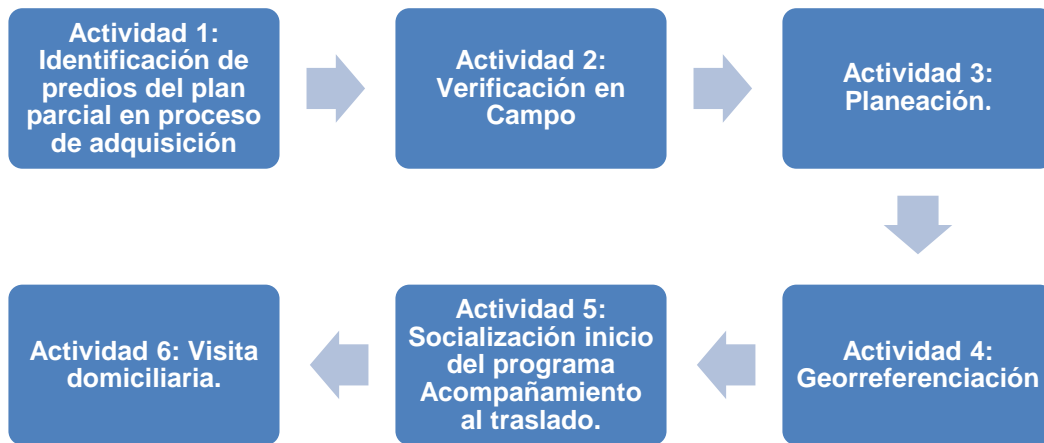 Actividad 1:
Identificación de
predios del plan
parcial en proceso
de adquisición
Actividad 2:
Verificación en
Campo
Actividad 3:
Planeación.
Actividad 4:
Georreferenciación
Actividad 5:
Socialización inicio
del programa
Acompañamiento
al traslado.
Actividad 6: Visita
domiciliaria.